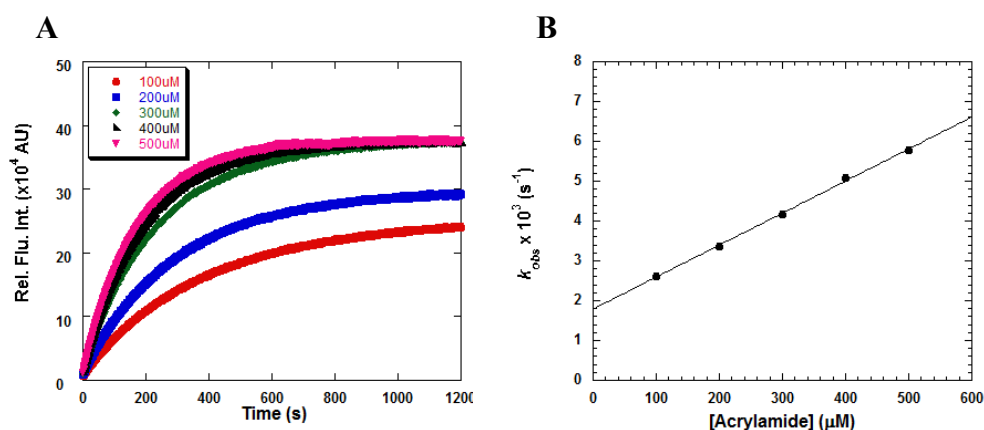 A
50
40
30
20
10
0
Rel. Flu. Int. (x10⁴ AU)
100uM
200uM
300uM
400uM
500uM
0 200 400 600 800 1000 1200
Time (s)
B
8
7
6
5
4
3
2
1
0
k_obs x 10³ (s⁻¹)
0 100 200 300 400 500 600
[Acrylamide] (μM)